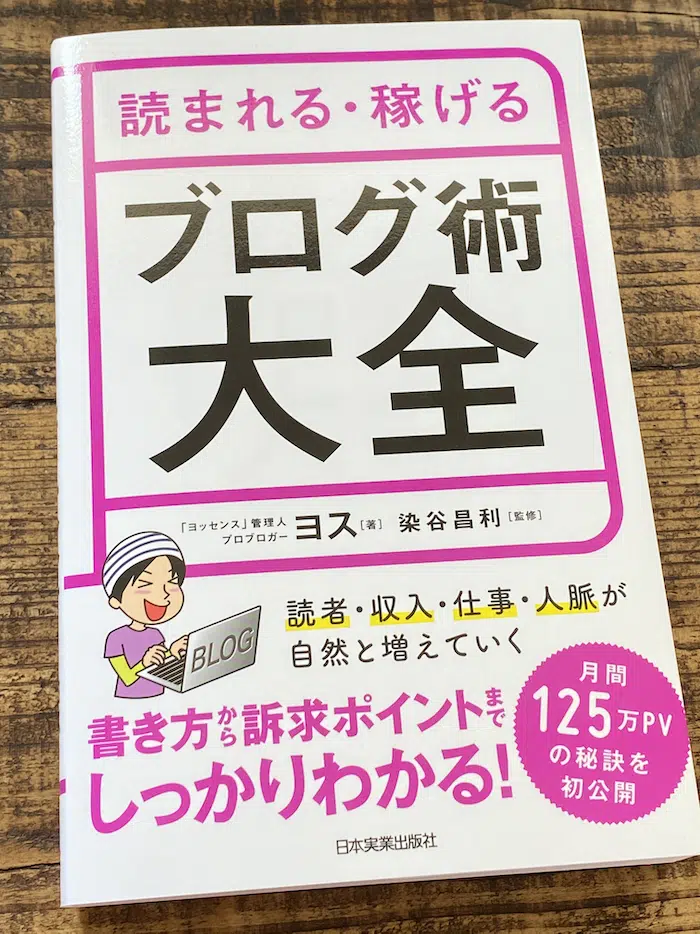 読まれる・稼げる
ブログ術
大全
「ヨッセンス」管理人
プロブロガー ヨス[著] 染谷昌利[監修]
BLOG
読者・収入・仕事・人脈が
自然と増えていく
書き方から訴求ポイントまで
しっかりわかる!
月間
125万PV
の秘訣を
初公開
日本実業出版社